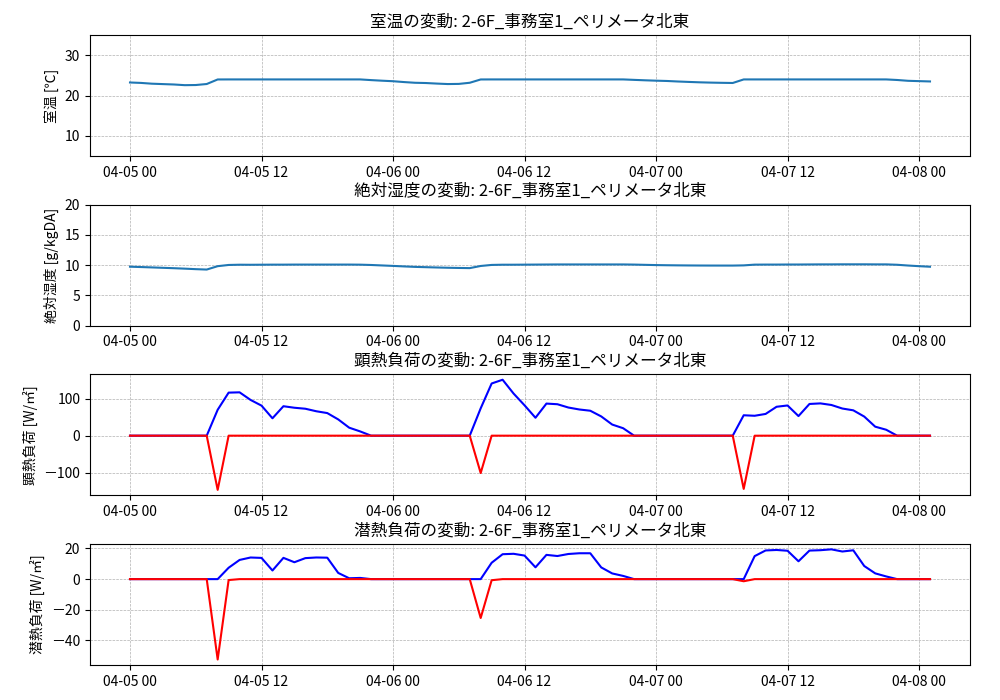 室温の変動: 2-6F_事務室1_ペリメータ北東
室温 [℃]
30
20
10
04-05 00 04-05 12 04-06 00 04-06 12 04-07 00 04-07 12 04-08 00
絶対湿度の変動: 2-6F_事務室1_ペリメータ北東
絶対湿度 [g/kgDA]
20
15
10
5
0
04-05 00 04-05 12 04-06 00 04-06 12 04-07 00 04-07 12 04-08 00
顕熱負荷の変動: 2-6F_事務室1_ペリメータ北東
顕熱負荷 [W/㎡]
100
0
−100
04-05 00 04-05 12 04-06 00 04-06 12 04-07 00 04-07 12 04-08 00
潜熱負荷の変動: 2-6F_事務室1_ペリメータ北東
潜熱負荷 [W/㎡]
20
0
−20
−40
04-05 00 04-05 12 04-06 00 04-06 12 04-07 00 04-07 12 04-08 00